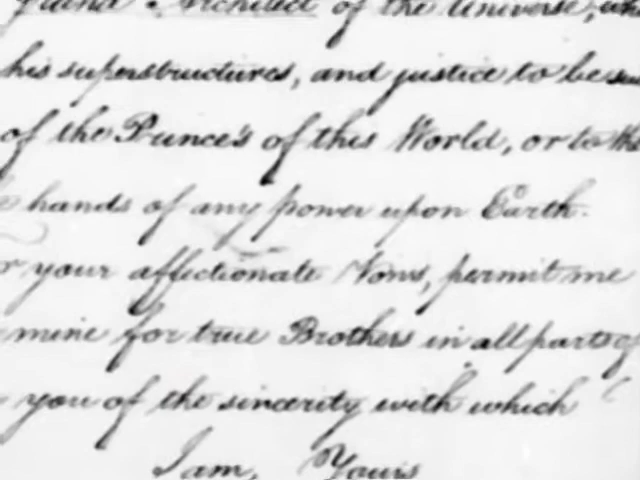 Architect of the Universe,
his superstructures, and justice to be
of the Prince's of this World, or to the
hands of any power upon Earth.
your affectionate Vows, permit me
mine for true Brothers in all parts of
you of the sincerity with which
I am, Yours